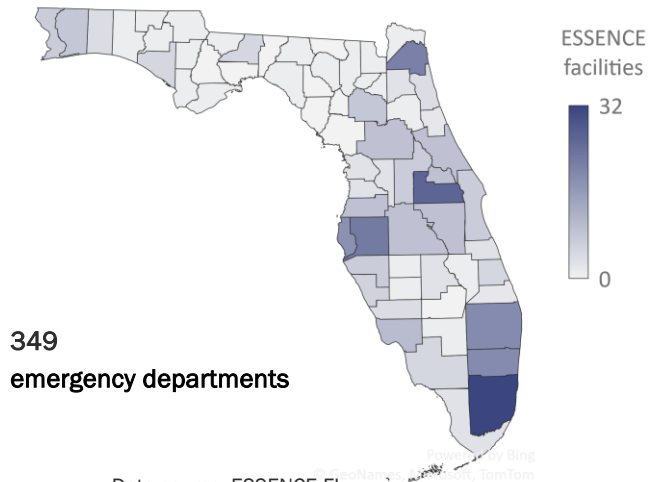 ESSENCE
facilities
32
0
349
emergency departments
Powered by Bing
© GeoNames, Microsoft, TomTom